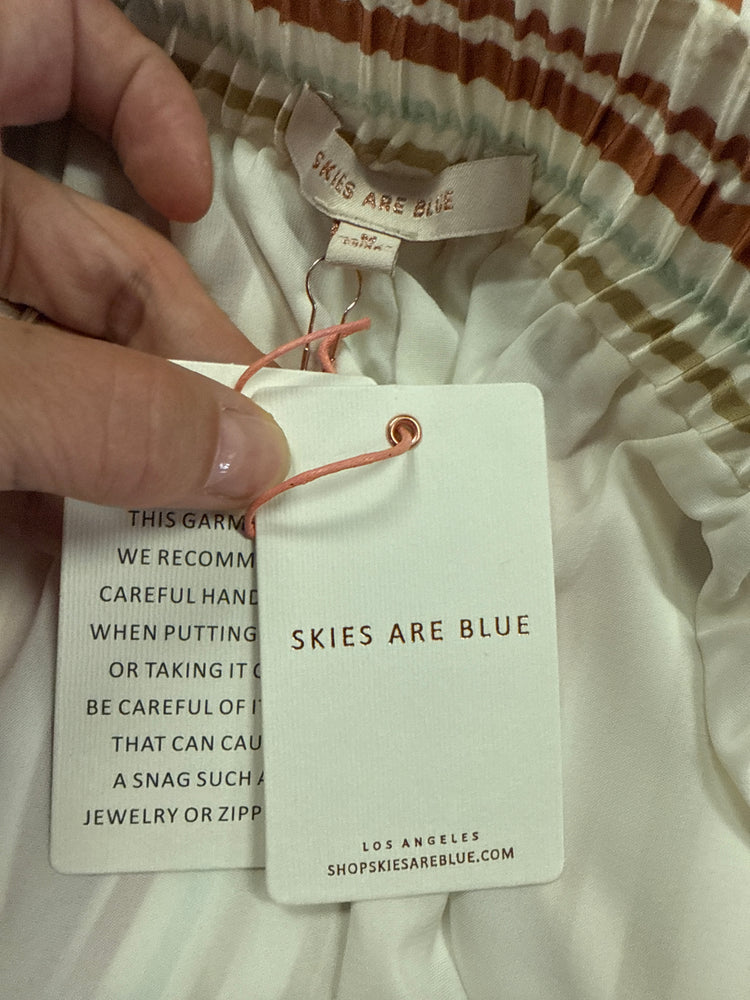 SKIES ARE BLUE
M
THIS GARM
WE RECOMM
CAREFUL HAND
WHEN PUTTING
OR TAKING IT
BE CAREFUL OF
THAT CAN CAU
A SNAG SUCH
JEWELRY OR ZIPP
SKIES ARE BLUE
LOS ANGELES
SHOPSKIESAREBLUE.COM